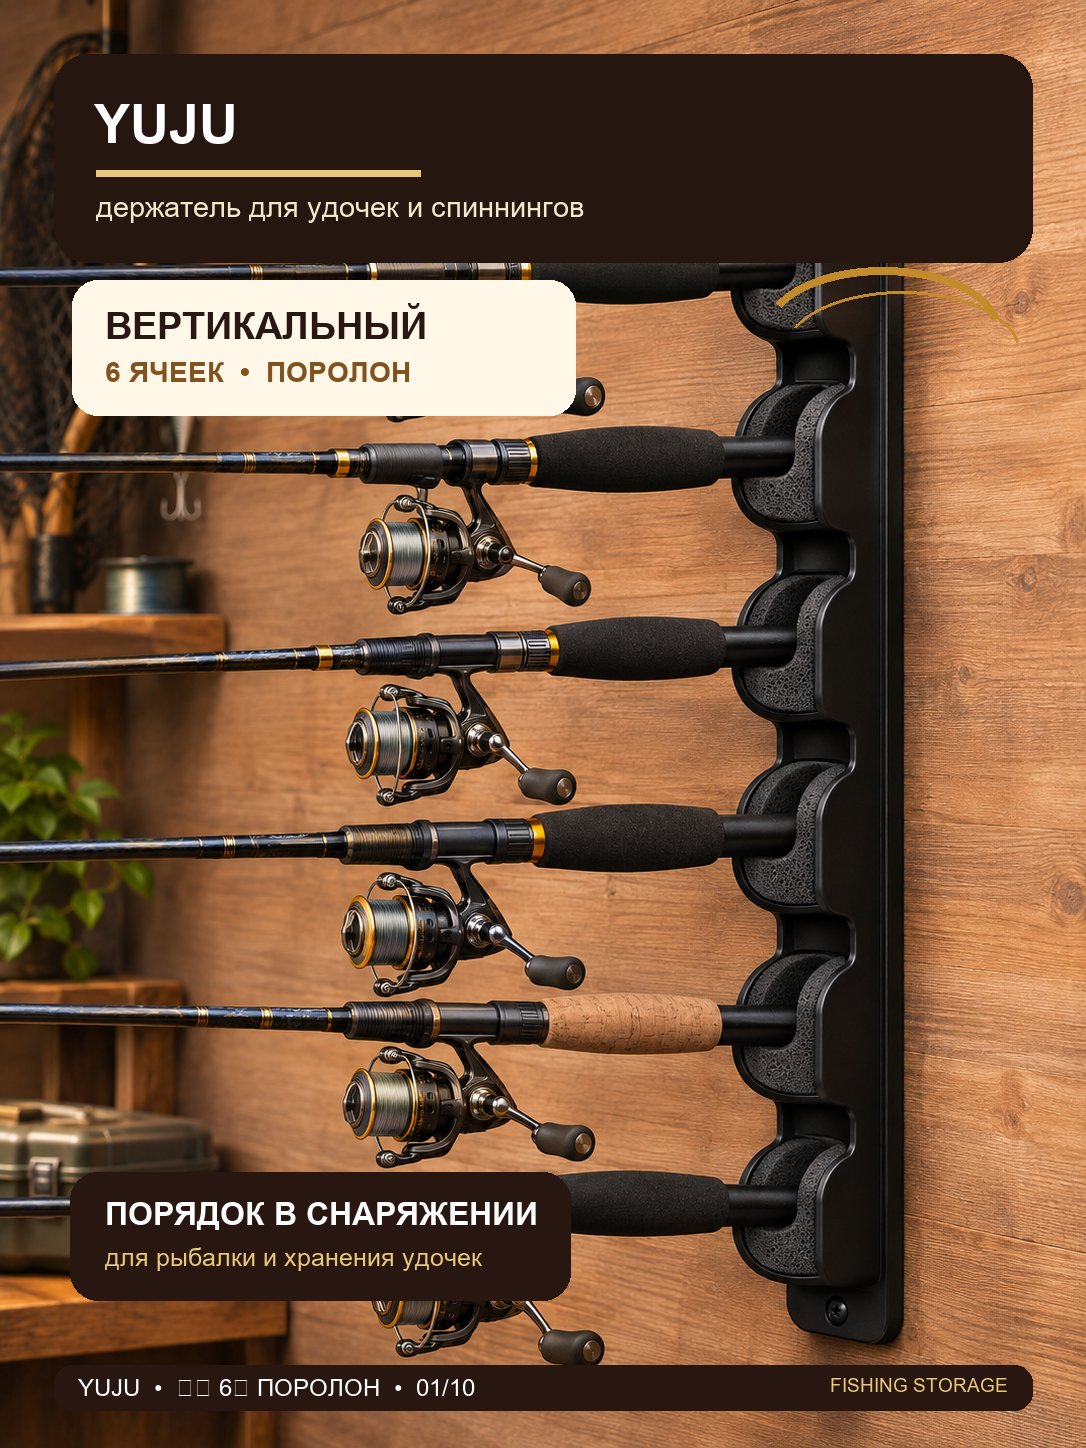 YUJU
держатель для удочек и спиннингов
ВЕРТИКАЛЬНЫЙ
6 ЯЧЕЕК • ПОРОЛОН
ПОРЯДОК В СНАРЯЖЕНИИ
для рыбалки и хранения удочек
YUJU • □□ 6□ ПОРОЛОН • 01/10
FISHING STORAGE